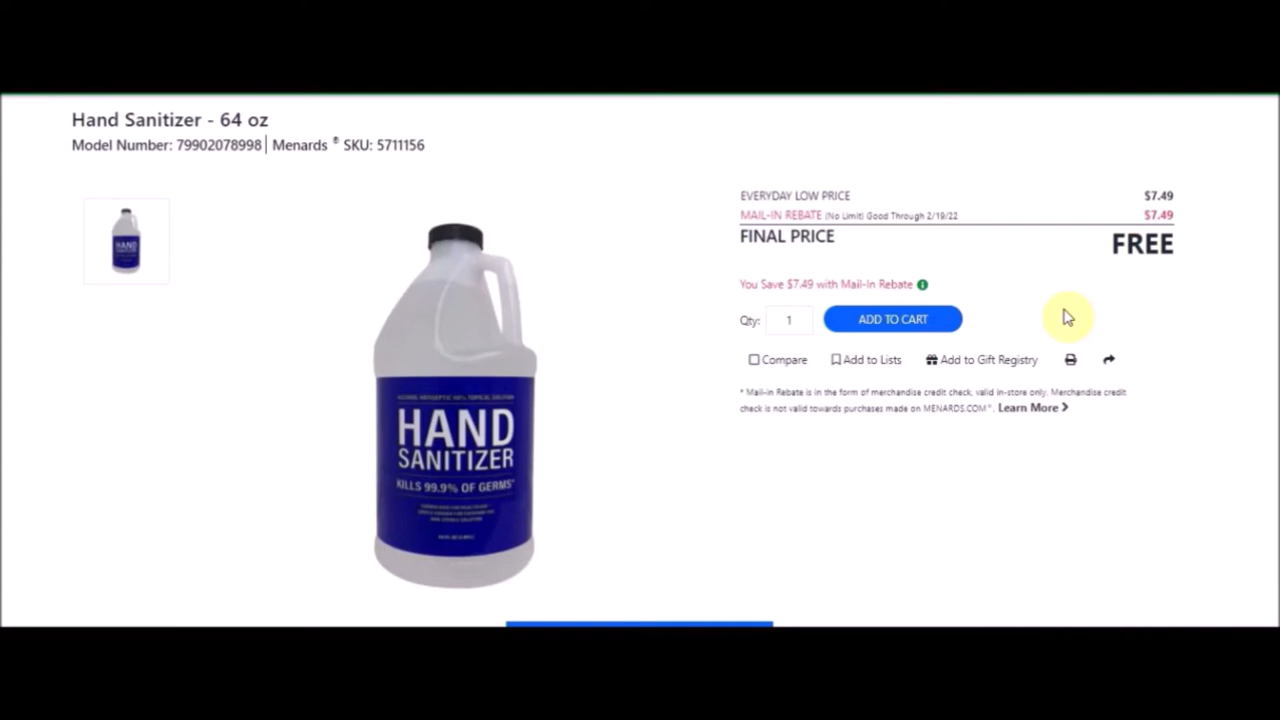 Hand Sanitizer - 64 oz
Model Number: 79902078998 | Menards ® SKU: 5711156
EVERYDAY LOW PRICE $7.49
MAIL-IN REBATE (No Limit) Good Through 2/19/22 $7.49
FINAL PRICE FREE
You Save $7.49 with Mail-In Rebate
Qty: 1 ADD TO CART
Compare Add to Lists Add to Gift Registry
* Mail-in Rebate is in the form of merchandise credit check, valid in-store only. Merchandise credit
check is not valid towards purchases made on MENARDS.COM®. Learn More
HAND
SANITIZER
HAND
SANITIZER
KILLS 99.9% OF GERMS*